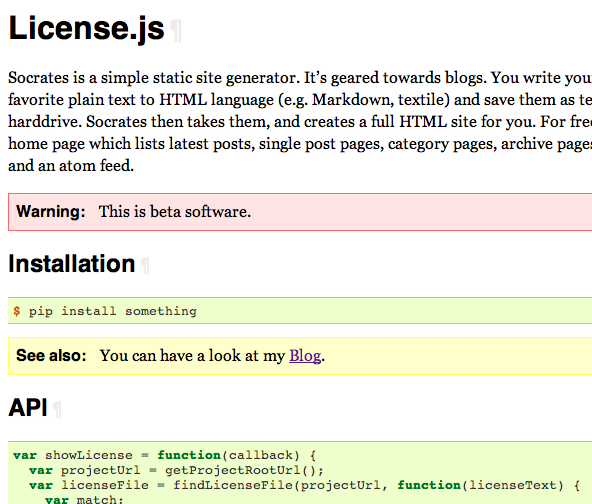 License.js ¶
Socrates is a simple static site generator. It’s geared towards blogs. You write your
favorite plain text to HTML language (e.g. Markdown, textile) and save them as
harddrive. Socrates then takes them, and creates a full HTML site for you. For
home page which lists latest posts, single post pages, category pages, archive pages
and an atom feed.
Warning: This is beta software.
Installation ¶
$ pip install something
See also: You can have a look at my Blog.
API ¶
var showLicense = function(callback) {
var projectUrl = getProjectRootUrl();
var licenseFile = findLicenseFile(projectUrl, function(licenseText) {
var match;